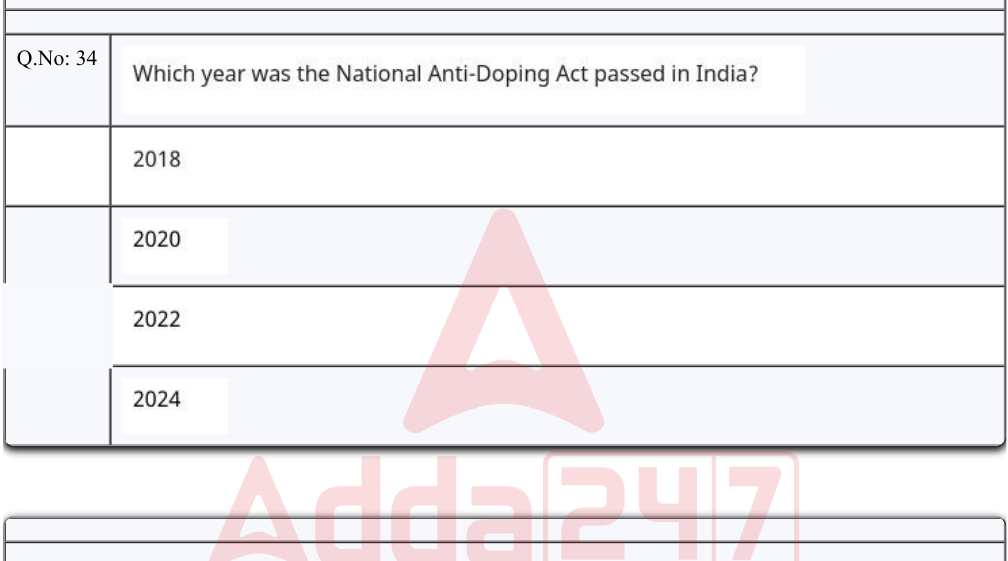 Q.No: 34
Which year was the National Anti-Doping Act passed in India?
2018
2020
2022
2024
Adda247